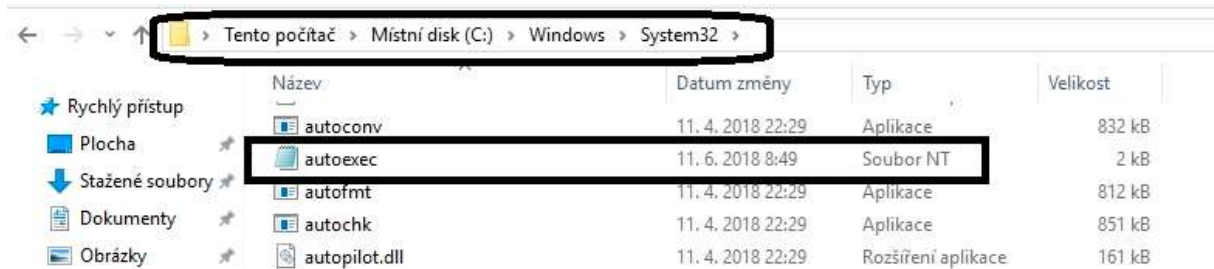 Tento počítač > Místní disk (C:) > Windows > System32 >
Název Datum změny Typ Velikost
Rychlý přístup
Plocha
Stažené soubory
Dokumenty
Obrázky
autoconv 11. 4. 2018 22:29 Aplikace 832 kB
autoexec 11. 6. 2018 8:49 Soubor NT 2 kB
autofmt 11. 4. 2018 22:29 Aplikace 812 kB
autochk 11. 4. 2018 22:29 Aplikace 851 kB
autopilot.dll 11. 4. 2018 22:29 Rozšíření aplikace 161 kB